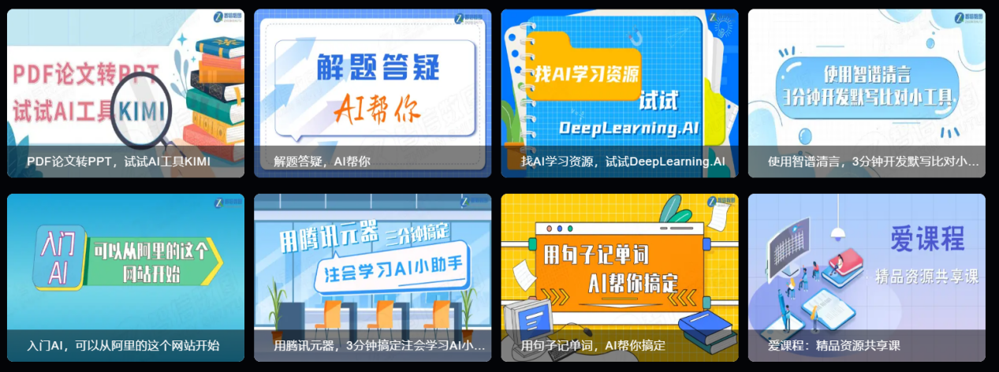 PDF论文转PPT
试试AI工具KIMI
PDF论文转PPT，试试AI工具KIMI
解题答疑
AI帮你
解题答疑，AI帮你
找AI学习资源
试试
DeepLearning.AI
找AI学习资源，试试DeepLearning.AI
使用智谱清言
3分钟开发默写比对小工具
使用智谱清言，3分钟开发默写比对小...
入门
AI
可以从阿里的这个
网站开始
入门AI，可以从阿里的这个网站开始
用腾讯元器 三分钟搞定
注会学习AI小助手
用腾讯元器，3分钟搞定注会学习AI小...
用句子记单词
AI帮你搞定
用句子记单词，AI帮你搞定
爱课程
精品资源共享课
爱课程：精品资源共享课